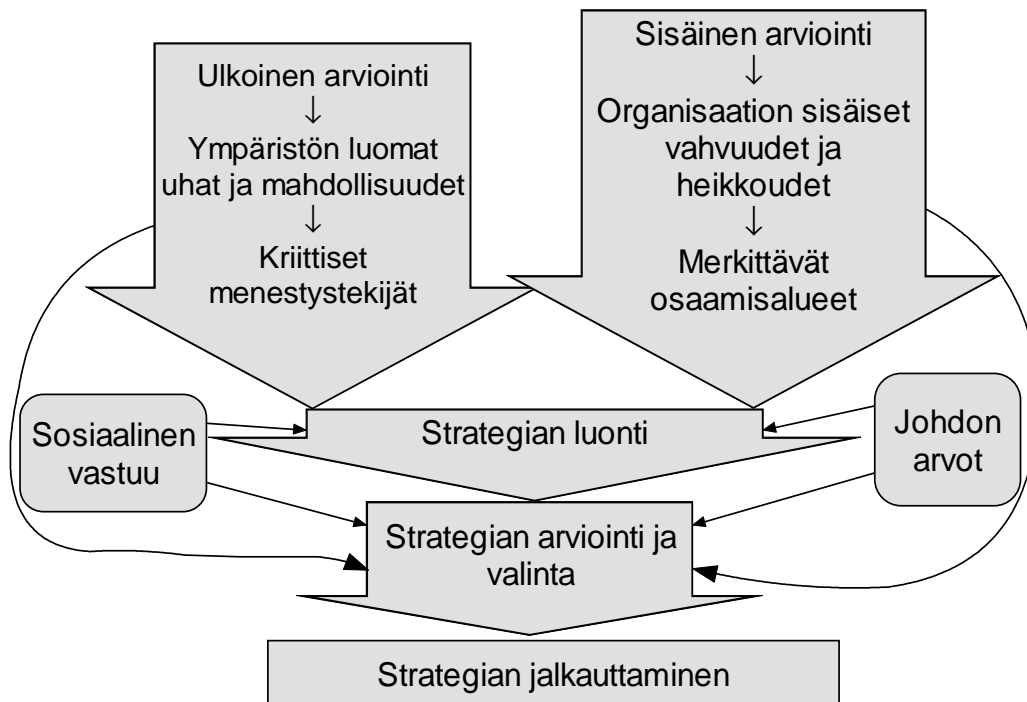 Ulkoinen arviointi
↓
Ympäristön luomat
uhat ja mahdollisuudet
↓
Kriittiset
menestystekijät
Sisäinen arviointi
↓
Organisaation sisäiset
vahvuudet ja
heikkoudet
↓
Merkittävät
osaamisalueet
Sosiaalinen
vastuu
Strategian luonti
Johdon
arvot
Strategian arviointi ja
valinta
Strategian jalkauttaminen